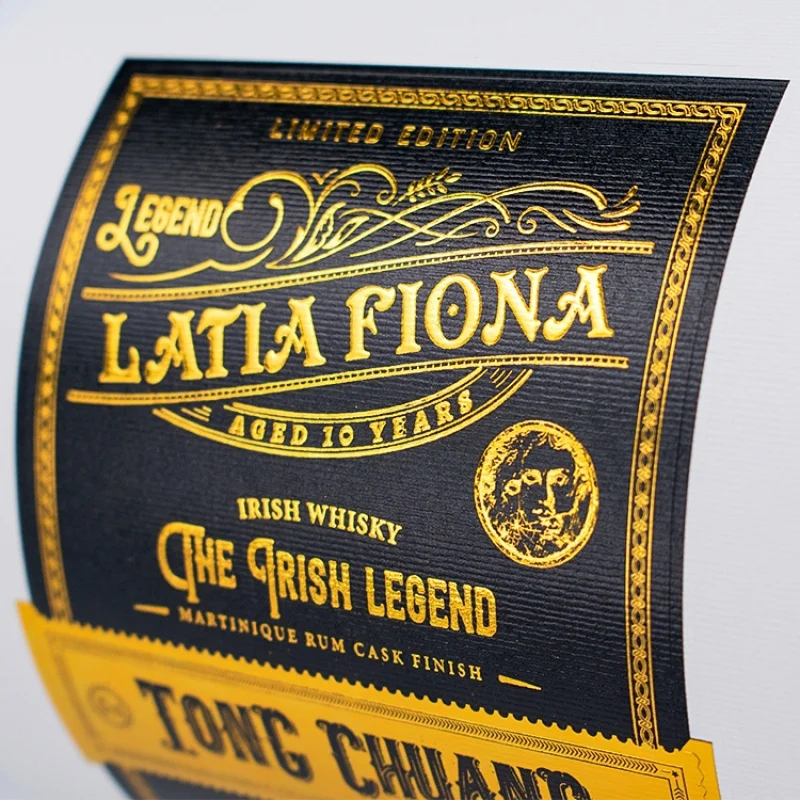 LIMITED EDITION
LEGEND
LATIA FIONA
AGED 10 YEARS
IRISH WHISKY
THE IRISH LEGEND
MARTINIQUE RUM CASK FINISH
TONG CHUANG